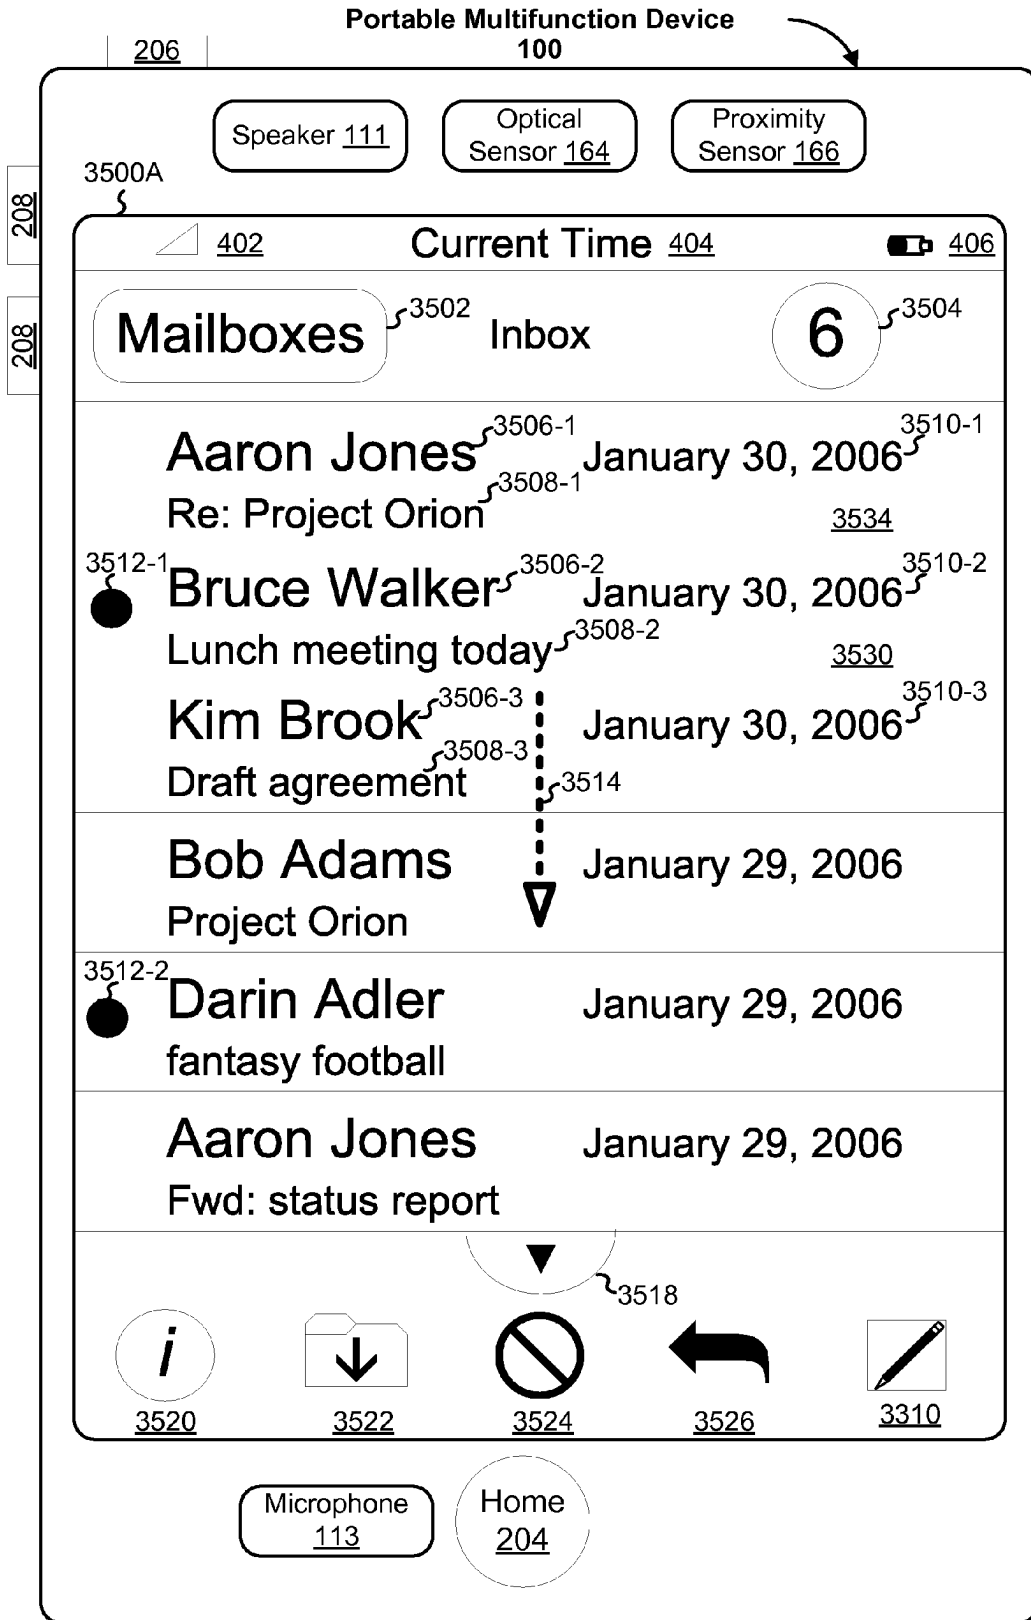 Portable Multifunction Device
100
206
Speaker 111
Optical
Sensor 164
Proximity
Sensor 166
3500A
208
402
Current Time 404
406
208
Mailboxes
3502
Inbox
6
3504
Aaron Jones
3506-1
January 30, 2006
3510-1
Re: Project Orion
3508-1
3534
3512-1
Bruce Walker
3506-2
January 30, 2006
3510-2
Lunch meeting today
3508-2
3530
Kim Brook
3506-3
January 30, 2006
3510-3
Draft agreement
3508-3
3514
Bob Adams
January 29, 2006
Project Orion
3512-2
Darin Adler
January 29, 2006
fantasy football
Aaron Jones
January 29, 2006
Fwd: status report
3518
i
3520
3522
3524
3526
3310
Microphone
113
Home
204